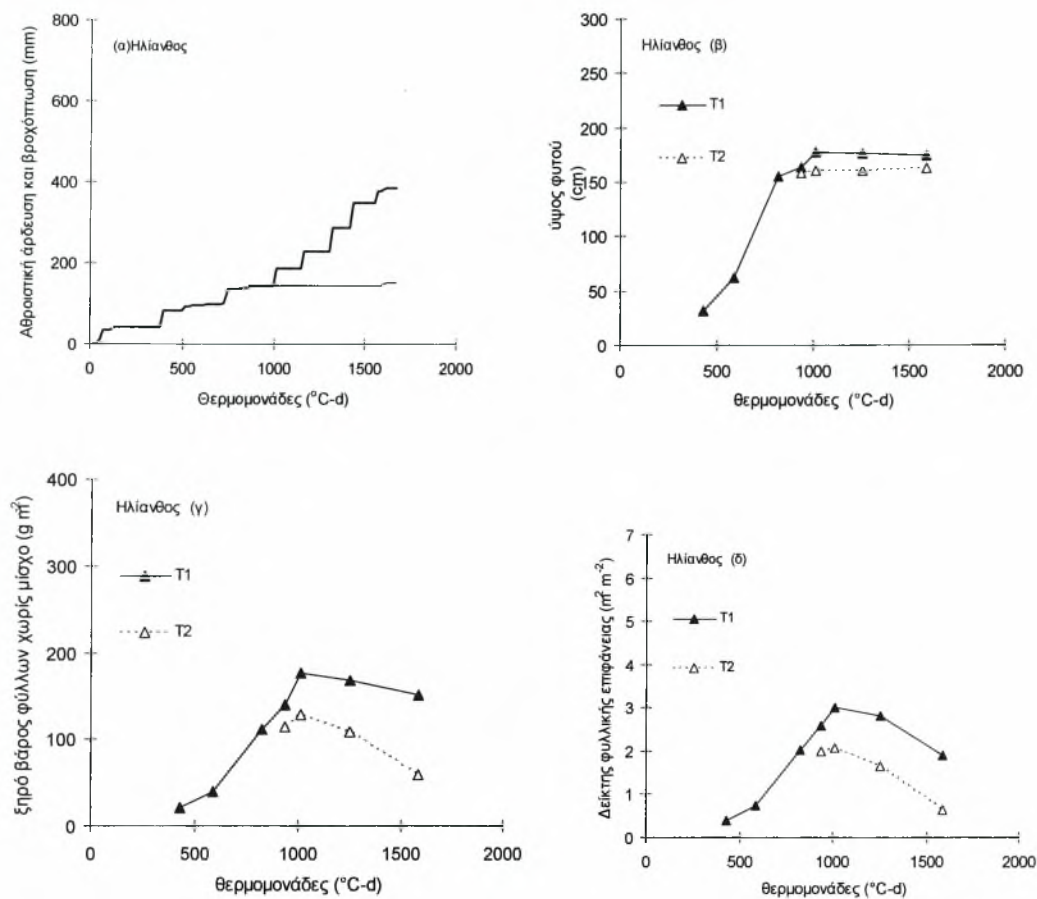 (α)Ηλίανθος
Αθροιστική άρδευση και βροχόπτωση (mm)
800
600
400
200
0
0 500 1000 1500 2000
Θερμομονάδες (°C-d)
Ηλίανθος (β)
T1
T2
ύψος φυτού
(cm)
300
250
200
150
100
50
0
0 500 1000 1500 2000
θερμομονάδες (°C-d)
Ηλίανθος (γ)
T1
T2
ξηρό βάρος φύλλων χωρίς μίσχο (g m²)
400
300
200
100
0
0 500 1000 1500 2000
θερμομονάδες (°C-d)
Ηλίανθος (δ)
T1
T2
Δείκτης φυλλικής επιφάνειας (m² m⁻²)
7
6
5
4
3
2
1
0
0 500 1000 1500 2000
θερμομονάδες (°C-d)